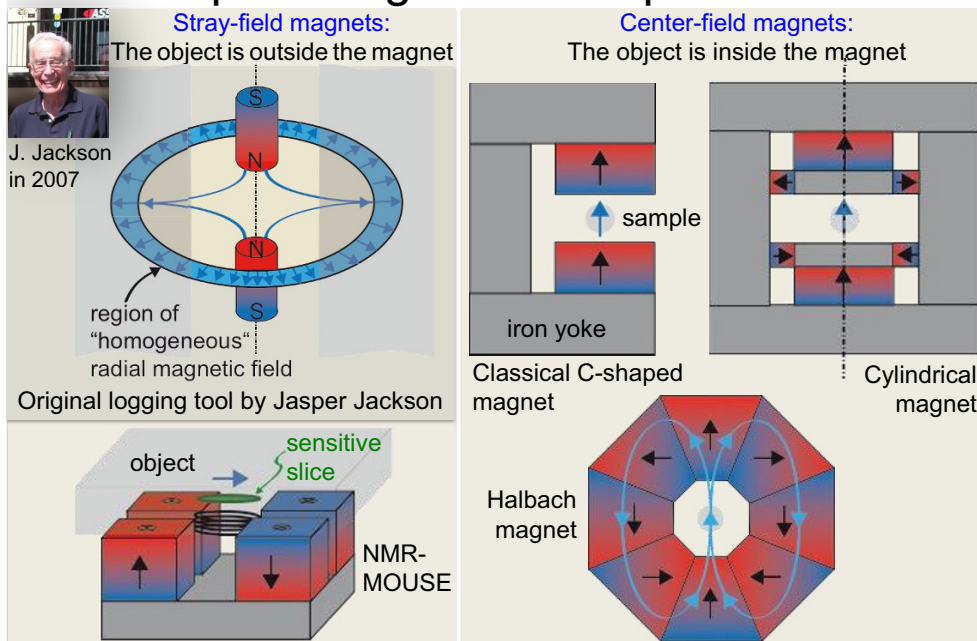 Stray-field magnets:
The object is outside the magnet
J. Jackson
in 2007
S
N
N
S
region of
“homogeneous“
radial magnetic field
Original logging tool by Jasper Jackson
object
sensitive
slice
NMR-
MOUSE
Center-field magnets:
The object is inside the magnet
sample
iron yoke
Classical C-shaped
magnet
Cylindrical
magnet
Halbach
magnet